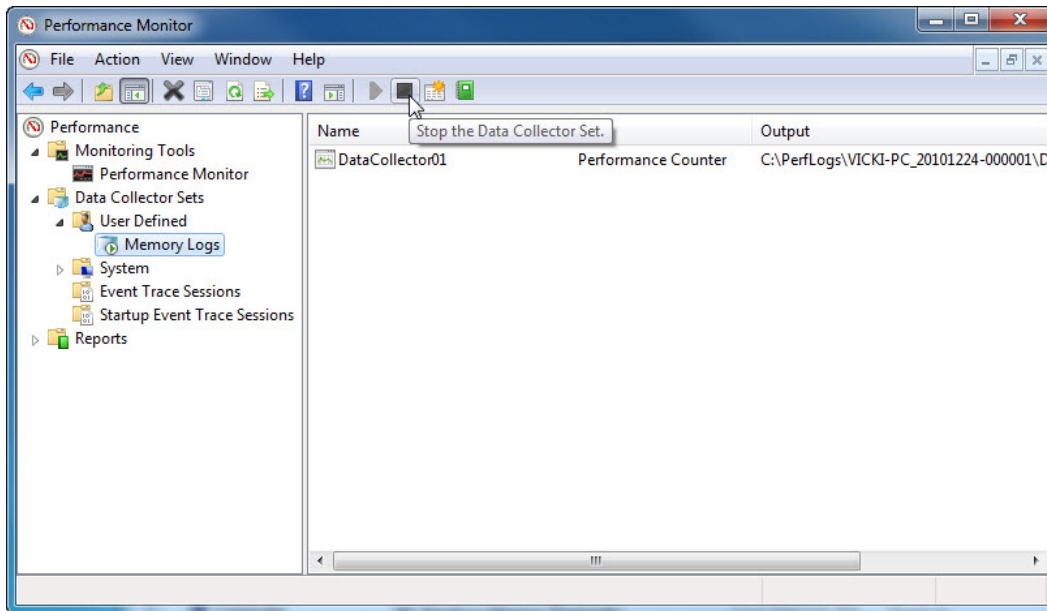 Performance Monitor
File Action View Window Help
Performance
Monitoring Tools
Performance Monitor
Data Collector Sets
User Defined
Memory Logs
System
Event Trace Sessions
Startup Event Trace Sessions
Reports
Name Stop the Data Collector Set. Output
DataCollector01 Performance Counter C:\PerfLogs\VICKI-PC_20101224-000001\D